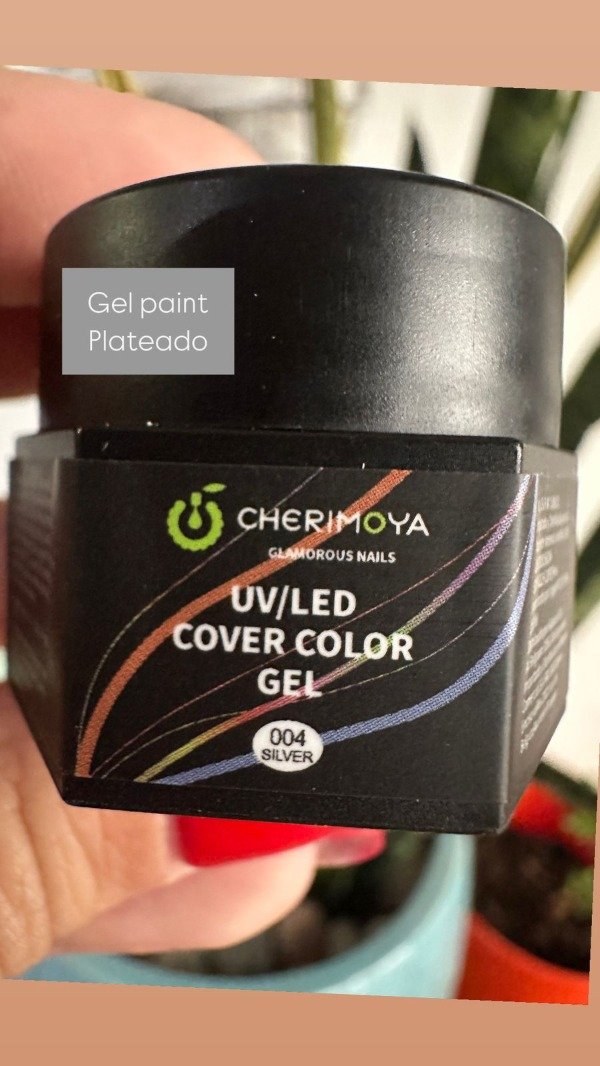 Gel paint
Plateado
CHERIMOYA
GLAMOROUS NAILS
UV/LED
COVER COLOR
GEL
004
SILVER